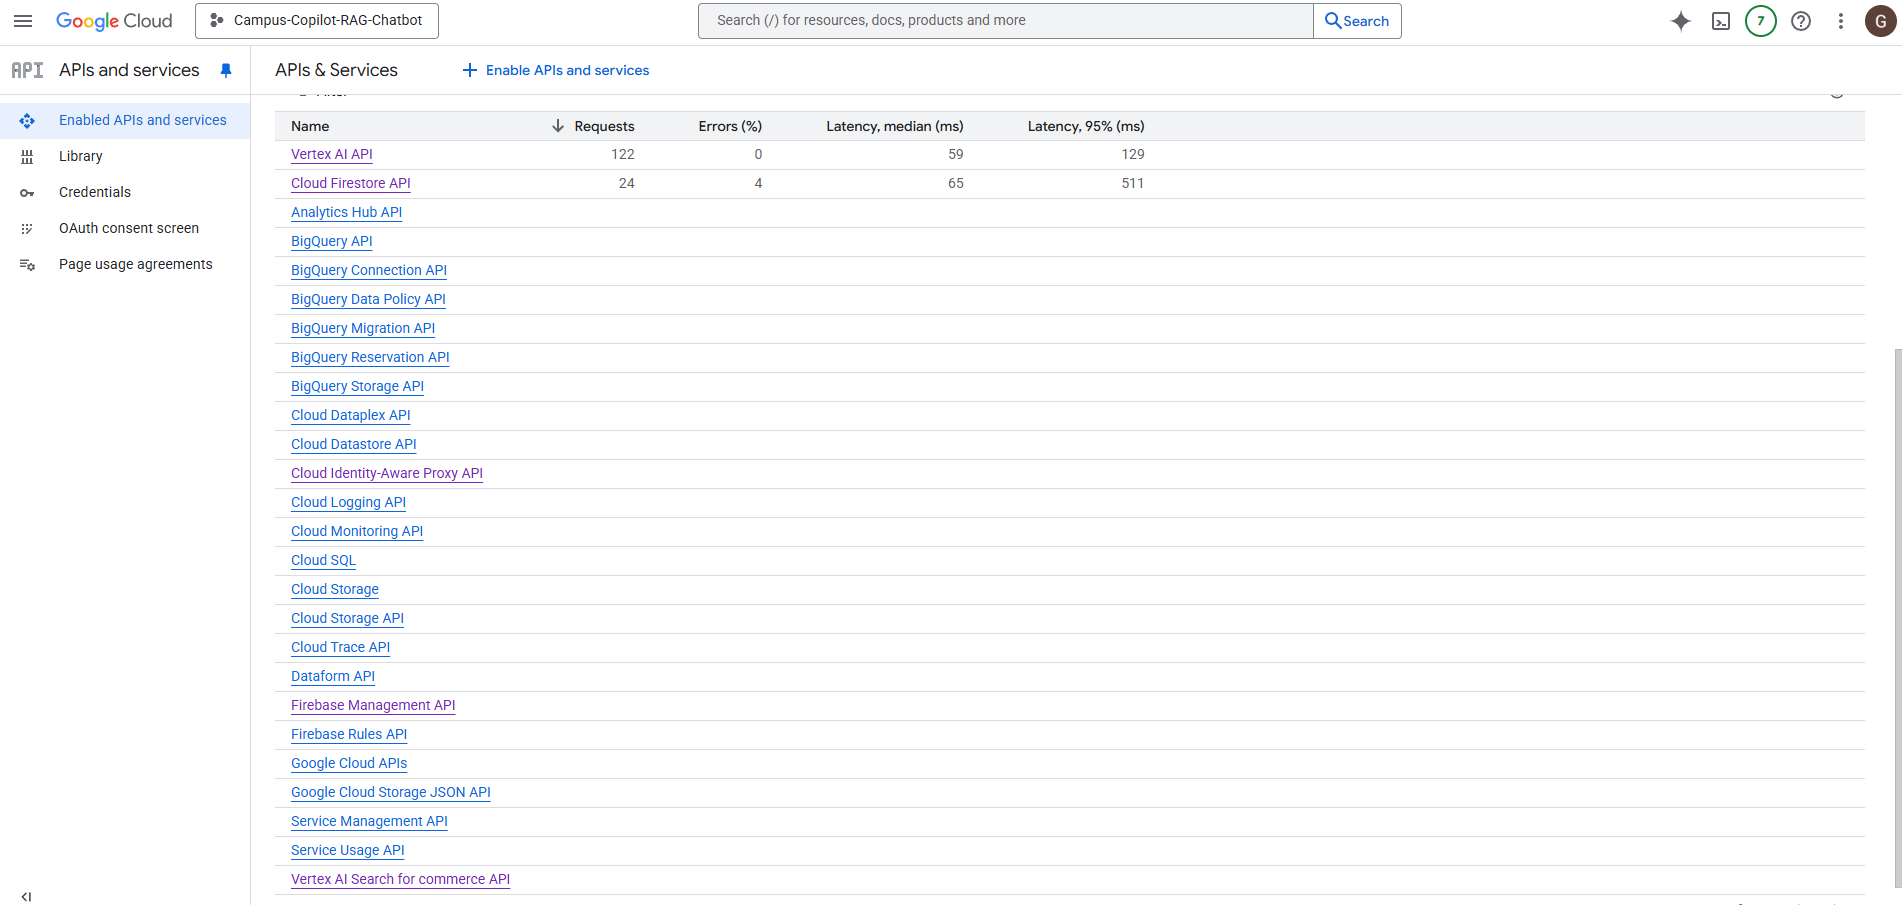 Google Cloud
Campus-Copilot-RAG-Chatbot
Search (/) for resources, docs, products and more
Search
7
G
API
APIs and services
APIs & Services
Enable APIs and services
Enabled APIs and services
Library
Credentials
OAuth consent screen
Page usage agreements
Filter
Name Requests Errors (%) Latency, median (ms) Latency, 95% (ms)
Vertex AI API 122 0 59 129
Cloud Firestore API 24 4 65 511
Analytics Hub API
BigQuery API
BigQuery Connection API
BigQuery Data Policy API
BigQuery Migration API
BigQuery Reservation API
BigQuery Storage API
Cloud Dataplex API
Cloud Datastore API
Cloud Identity-Aware Proxy API
Cloud Logging API
Cloud Monitoring API
Cloud SQL
Cloud Storage
Cloud Storage API
Cloud Trace API
Dataform API
Firebase Management API
Firebase Rules API
Google Cloud APIs
Google Cloud Storage JSON API
Service Management API
Service Usage API
Vertex AI Search for commerce API